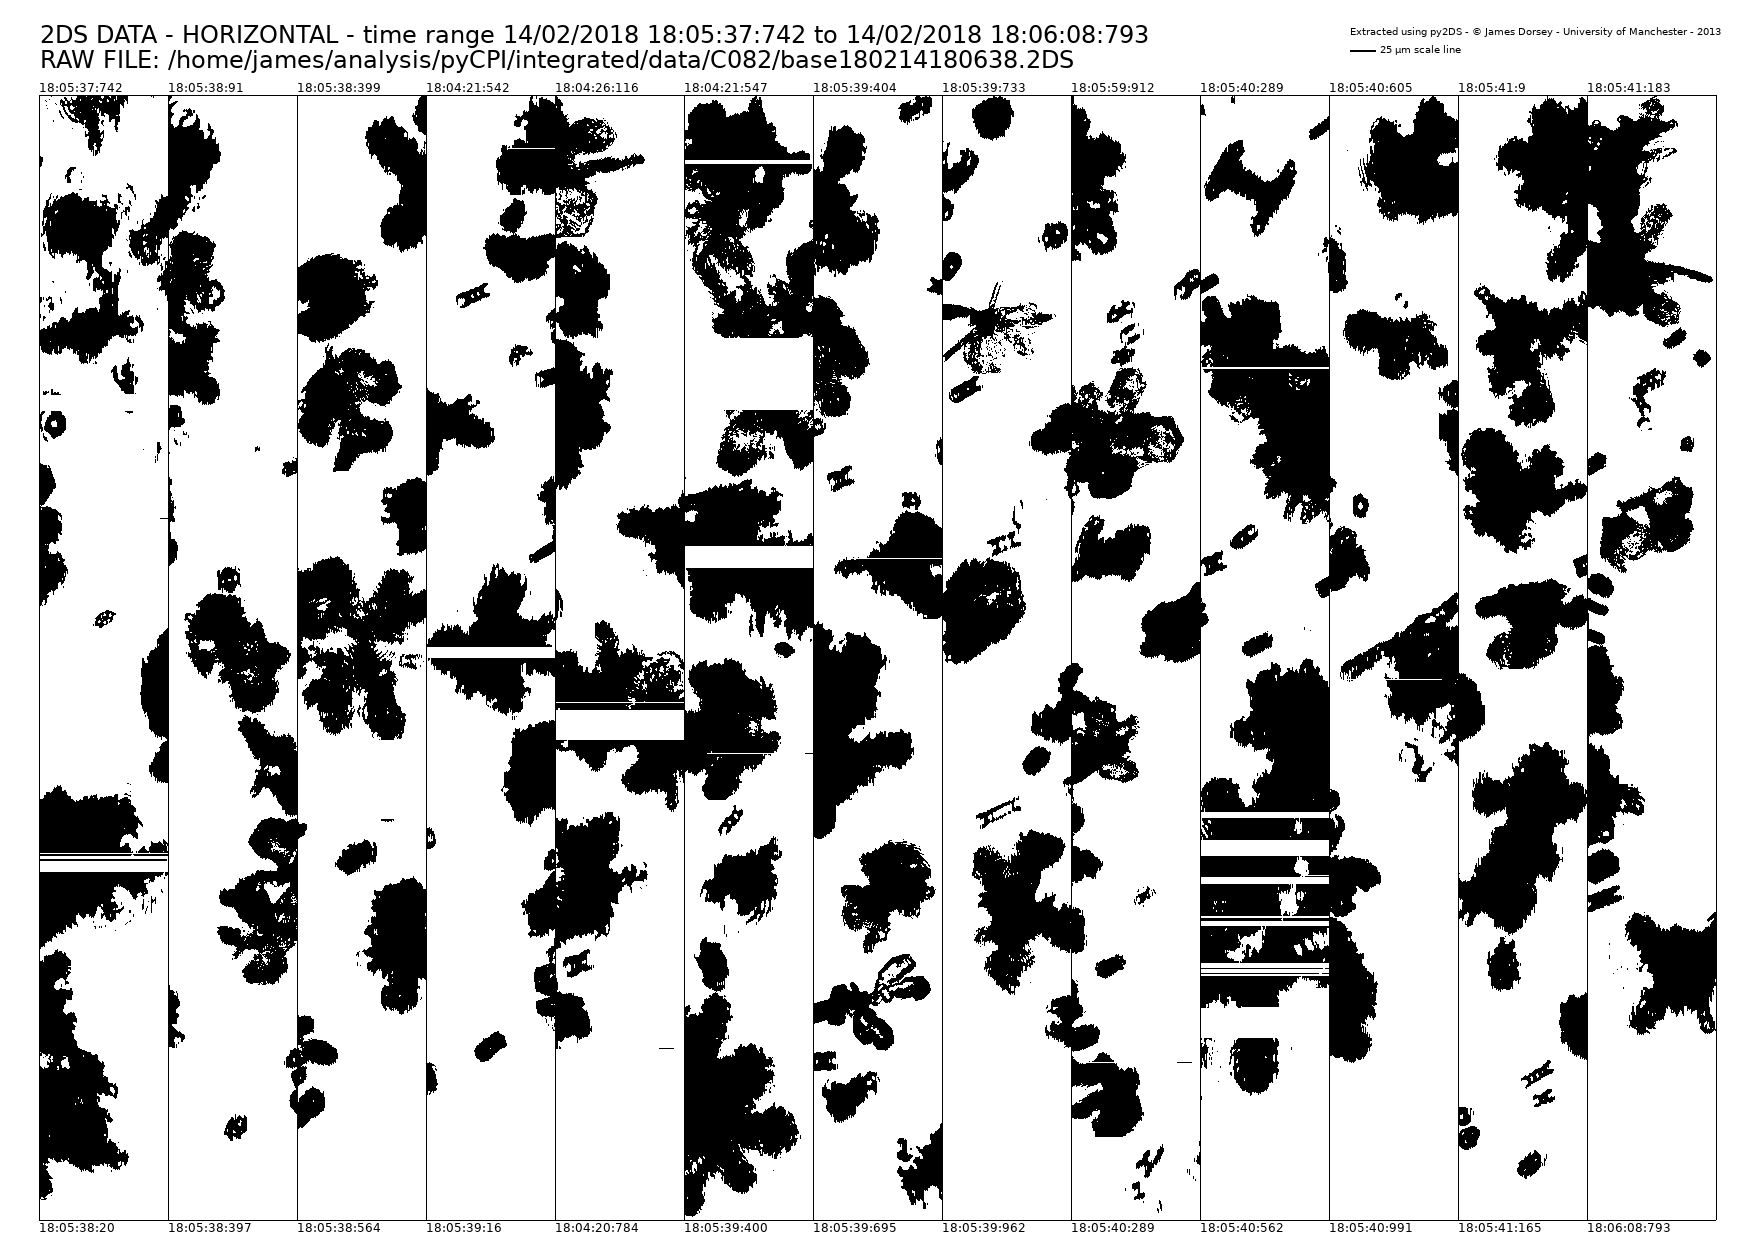 2DS DATA - HORIZONTAL - time range 14/02/2018 18:05:37:742 to 14/02/2018 18:06:08:793
RAW FILE: /home/james/analysis/pyCPI/integrated/data/C082/base180214180638.2DS
Extracted using py2DS - © James Dorsey - University of Manchester - 2013
25 µm scale line
18:05:37:742 18:05:38:91 18:05:38:399 18:04:21:542 18:04:26:116 18:04:21:547 18:05:39:404 18:05:39:733 18:05:59:912 18:05:40:289 18:05:40:605 18:05:41:9 18:05:41:183
18:05:38:20 18:05:38:397 18:05:38:564 18:05:39:16 18:04:20:784 18:05:39:400 18:05:39:695 18:05:39:962 18:05:40:289 18:05:40:562 18:05:40:991 18:05:41:165 18:06:08:793